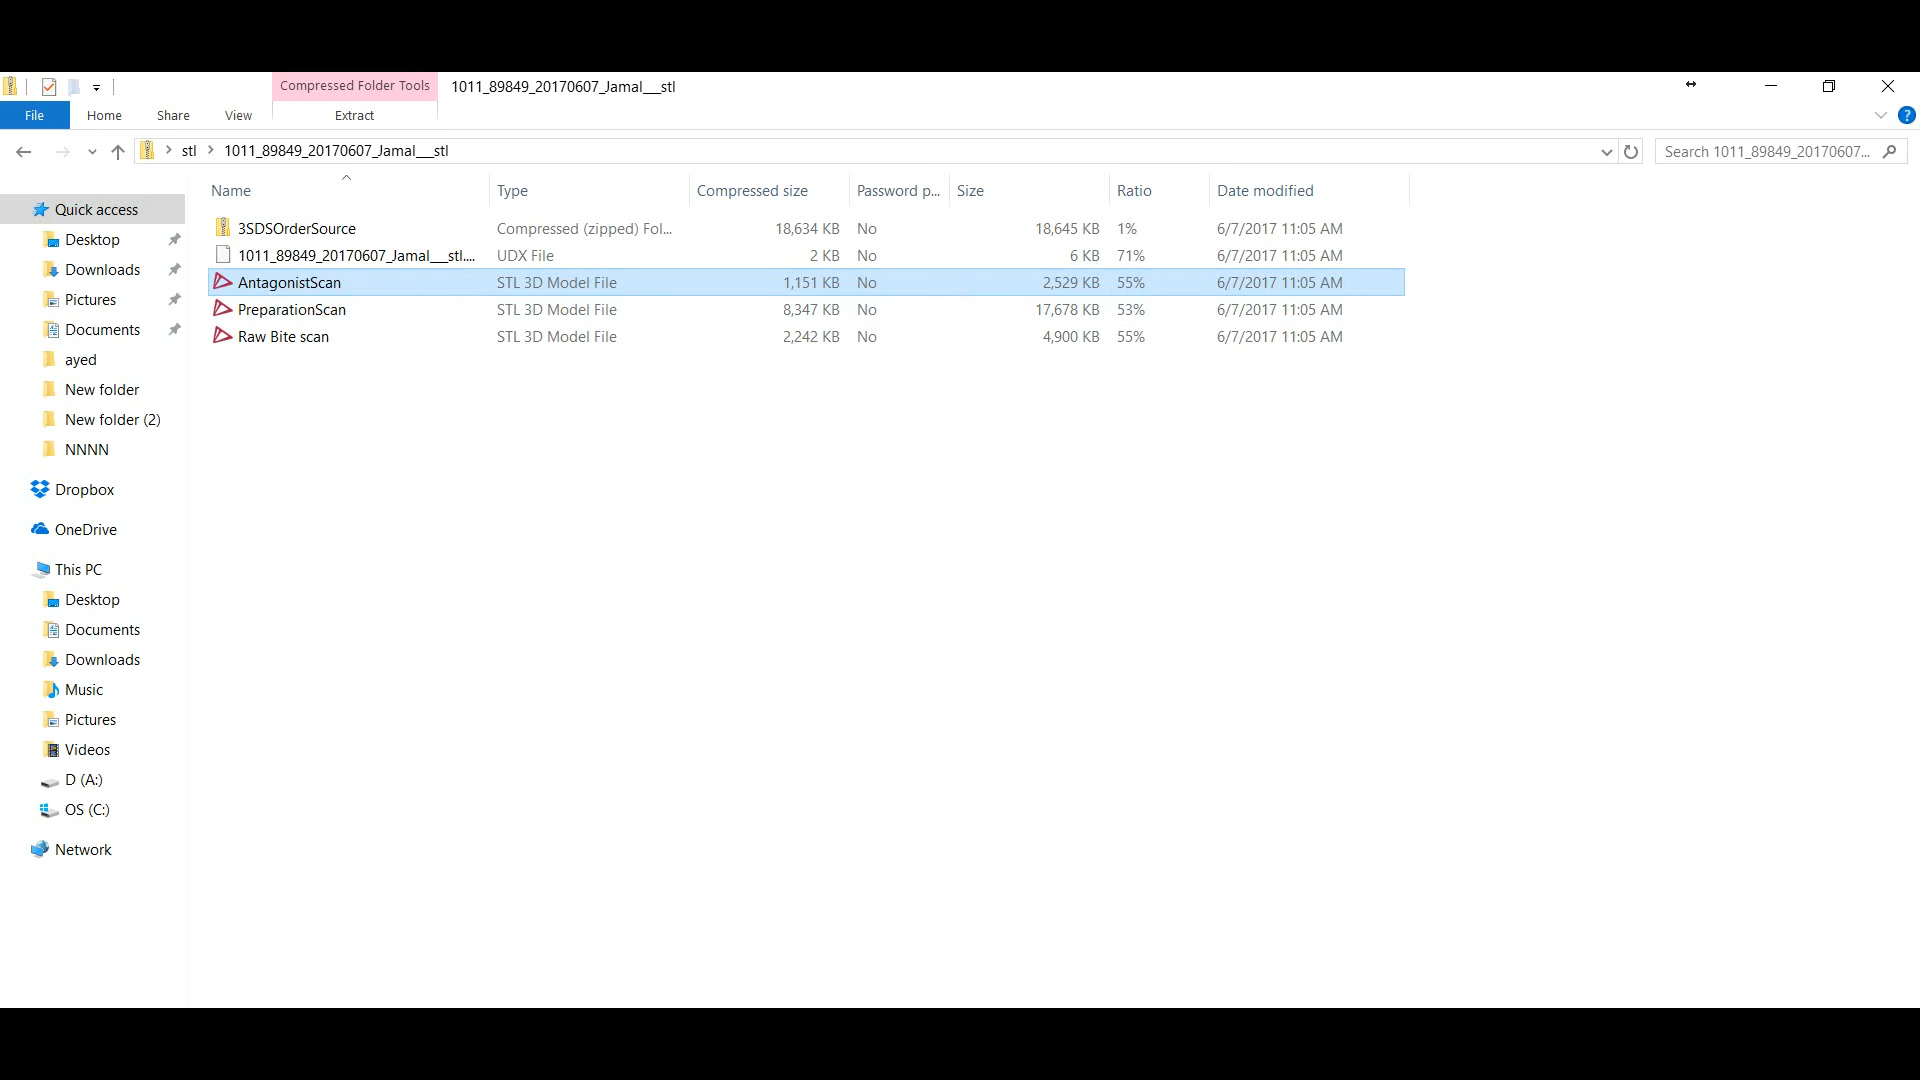 Compressed Folder Tools 1011_89849_20170607_Jamal___stl
File Home Share View Extract
stl 1011_89849_20170607_Jamal___stl Search 1011_89849_20170607...
Name Type Compressed size Password p... Size Ratio Date modified
3SDSOrderSource Compressed (zipped) Fol... 18,634 KB No 18,645 KB 1% 6/7/2017 11:05 AM
1011_89849_20170607_Jamal___stl.... UDX File 2 KB No 6 KB 71% 6/7/2017 11:05 AM
AntagonistScan STL 3D Model File 1,151 KB No 2,529 KB 55% 6/7/2017 11:05 AM
PreparationScan STL 3D Model File 8,347 KB No 17,678 KB 53% 6/7/2017 11:05 AM
Raw Bite scan STL 3D Model File 2,242 KB No 4,900 KB 55% 6/7/2017 11:05 AM
Quick access
Desktop
Downloads
Pictures
Documents
ayed
New folder
New folder (2)
NNNN
Dropbox
OneDrive
This PC
Desktop
Documents
Downloads
Music
Pictures
Videos
D (A:)
OS (C:)
Network